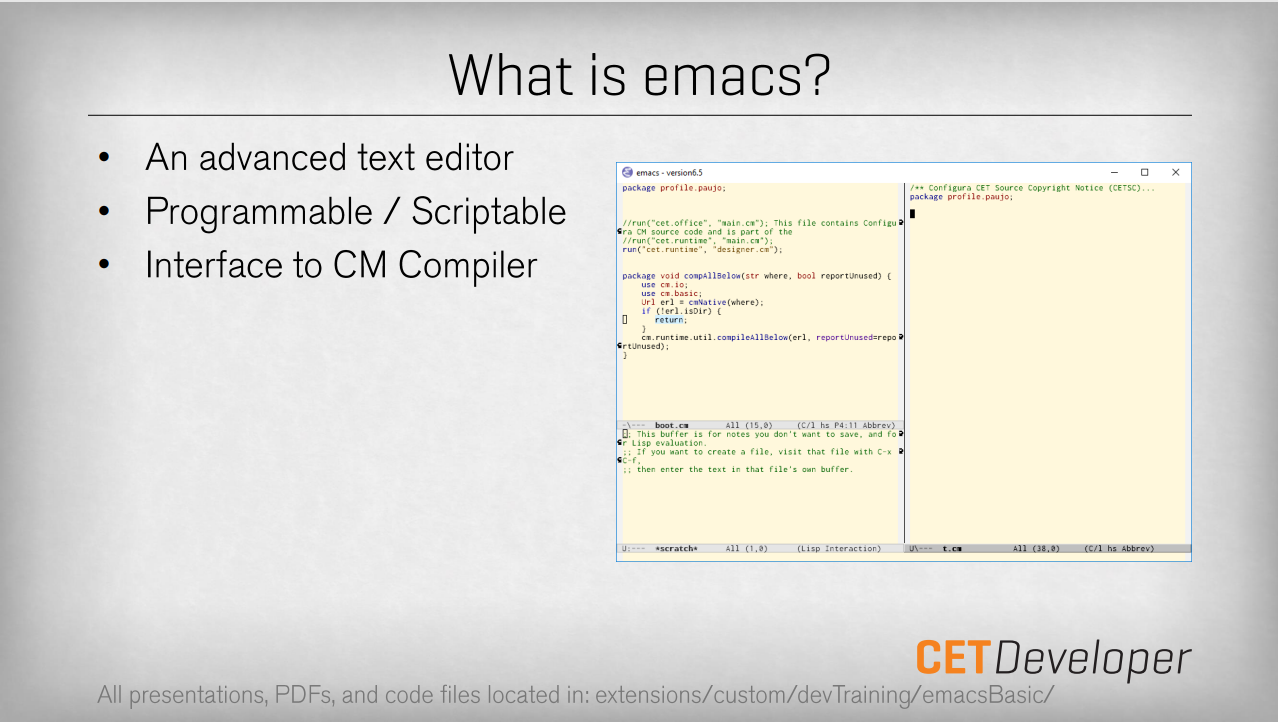 What is emacs?
• An advanced text editor
• Programmable / Scriptable
• Interface to CM Compiler
emacs - version6.5
package profile.paujo;
//run("cet.office", "main.cm"); This file contains Configu
ra CM source code and is part of the
//run("cet.runtime", "main.cm");
run("cet.runtime", "designer.cm");
package void compAllBelow(str where, bool reportUnused) {
    use cm.io;
    use cm.basic;
    Url erl = cmNative(where);
    if (!erl.isDir) {
       return;
    }
    cm.runtime.util.compileAllBelow(erl, reportUnused=repo
rtUnused);
}
-\--- boot.cm All (15,0) (C/l hs P4:11 Abbrev)
;; This buffer is for notes you don't want to save, and fo
r Lisp evaluation.
;; If you want to create a file, visit that file with C-x
C-f,
;; then enter the text in that file's own buffer.
U:--- *scratch* All (1,0) (Lisp Interaction)
/** Configura CET Source Copyright Notice (CETSC)...
package profile.paujo;
U\--- t.cm All (38,0) (C/l hs Abbrev)
CETDeveloper
All presentations, PDFs, and code files located in: extensions/custom/devTraining/emacsBasic/